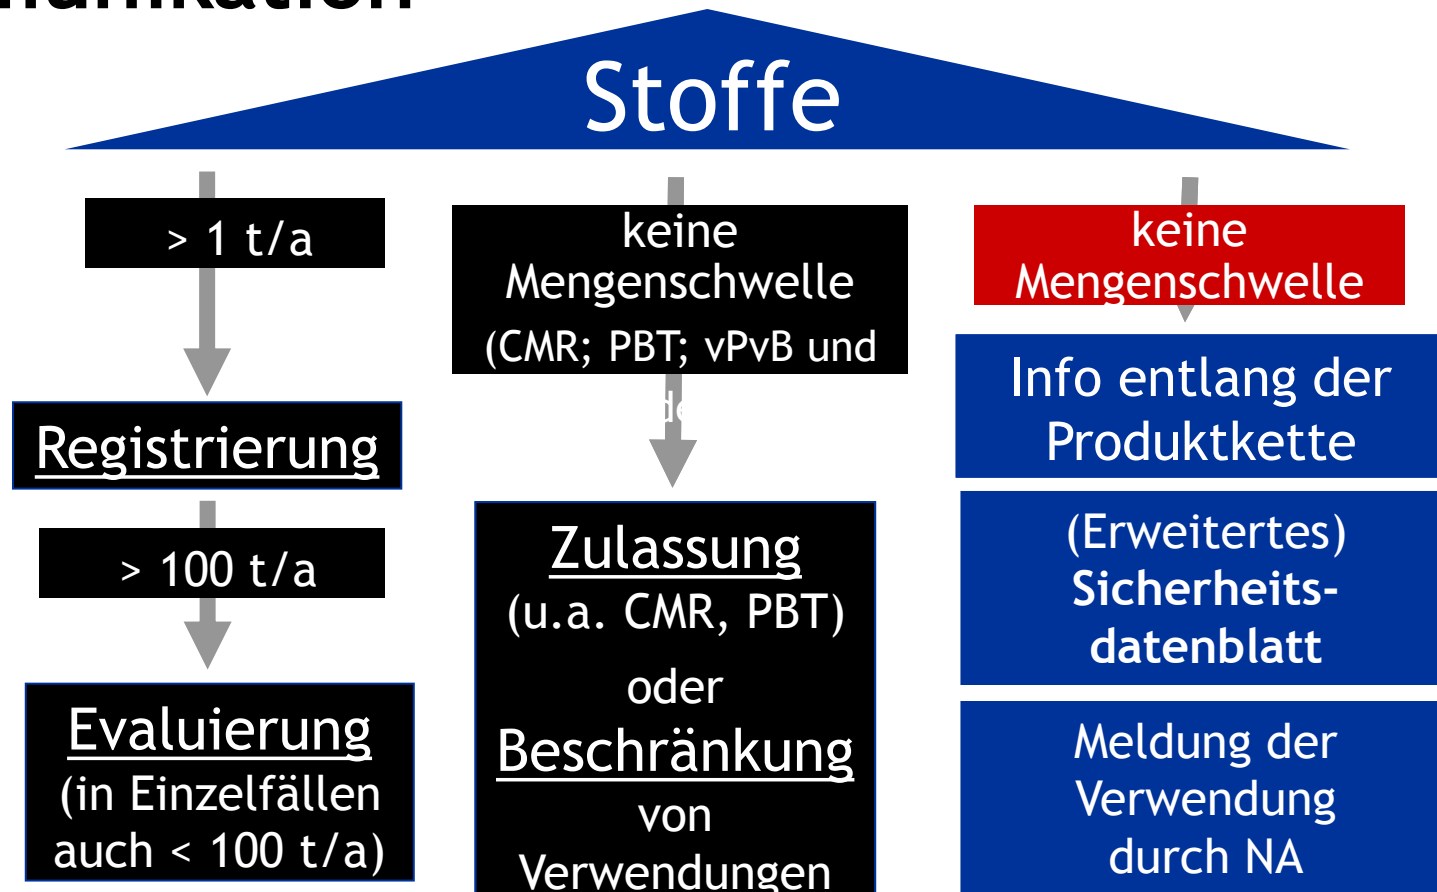 Stoffe
> 1 t/a
Registrierung
> 100 t/a
Evaluierung
(in Einzelfällen
auch < 100 t/a)
keine
Mengenschwelle
(CMR; PBT; vPvB und
Zulassung
(u.a. CMR, PBT)
oder
Beschränkung
von
Verwendungen
keine
Mengenschwelle
Info entlang der
Produktkette
(Erweitertes)
Sicherheits-
datenblatt
Meldung der
Verwendung
durch NA